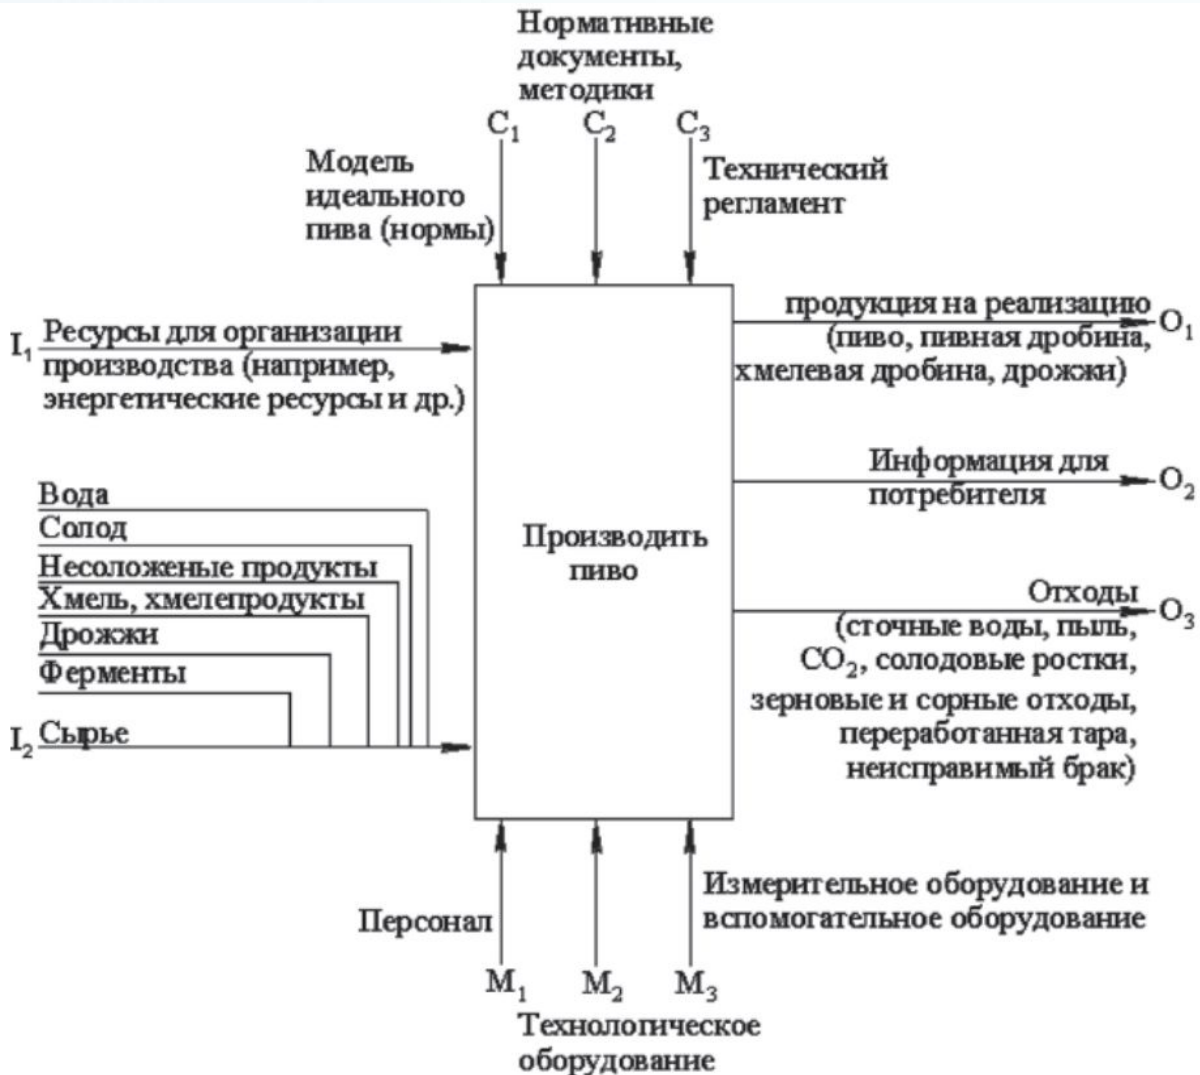 Нормативные
документы,
методики
C1 C2 C3
Модель
идеального
пива (нормы)
Технический
регламент
I1 Ресурсы для организации
производства (например,
энергетические ресурсы и др.)
Вода
Солод
Несоложеные продукты
Хмель, хмелепродукты
Дрожжи
Ферменты
I2 Сырье
Производить
пиво
продукция на реализацию O1
(пиво, пивная дробина,
хмелевая дробина, дрожжи)
Информация для O2
потребителя
Отходы O3
(сточные воды, пыль,
CO2, солодовые ростки,
зерновые и сорные отходы,
переработанная тара,
неисправимый брак)
Персонал
Измерительное оборудование и
вспомогательное оборудование
M1 M2 M3
Технологическое
оборудование